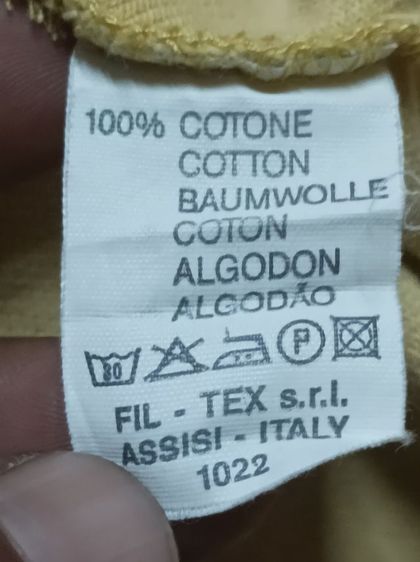 100% COTONE
COTTON
BAUMWOLLE
COTON
ALGODON
ALGODÃO
30 P
FIL - TEX s.r.l.
ASSISI - ITALY
1022